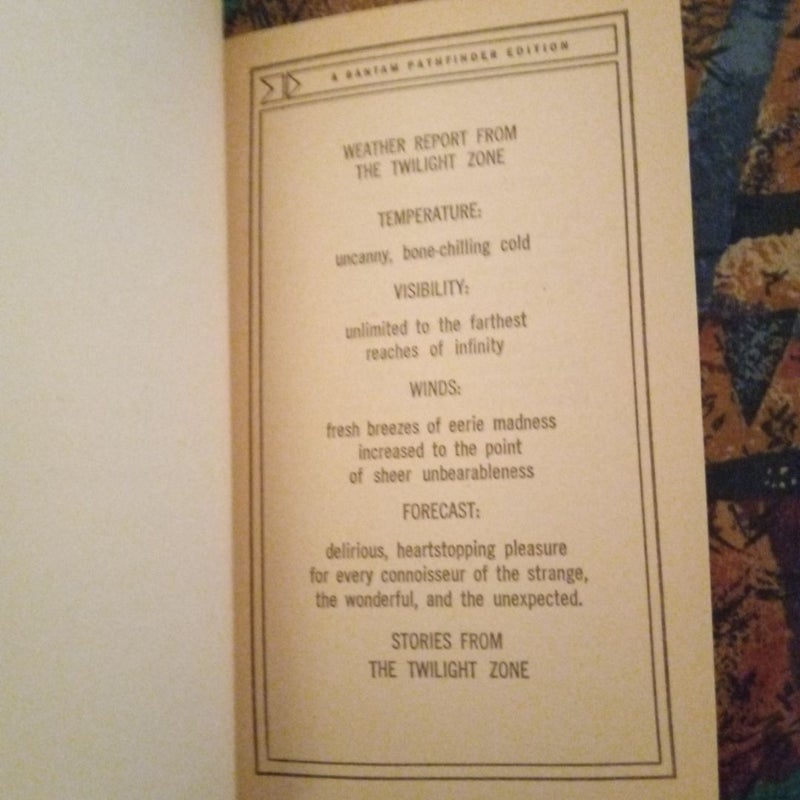 A BANTAM PATHFINDER EDITION
WEATHER REPORT FROM
THE TWILIGHT ZONE
TEMPERATURE:
uncanny, bone-chilling cold
VISIBILITY:
unlimited to the farthest
reaches of infinity
WINDS:
fresh breezes of eerie madness
increased to the point
of sheer unbearableness
FORECAST:
delirious, heartstopping pleasure
for every connoisseur of the strange,
the wonderful, and the unexpected.
STORIES FROM
THE TWILIGHT ZONE